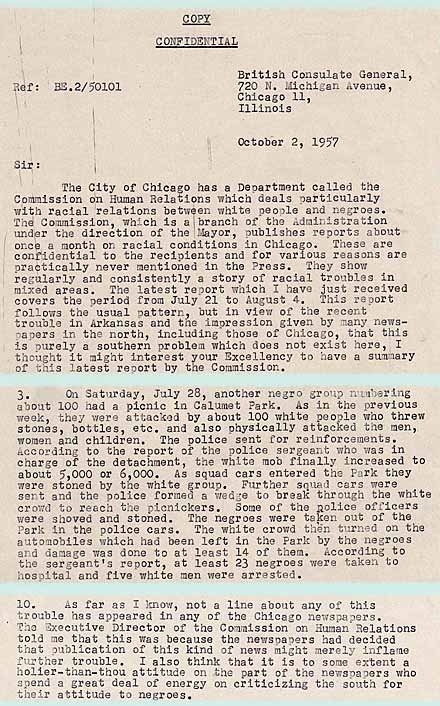 COPY
CONFIDENTIAL
British Consulate General,
Ref: BE.2/50101
720 N. Michigan Avenue,
Chicago 11,
Illinois
October 2, 1957
Sir:
The City of Chicago has a Department called the
Commission on Human Relations which deals particularly
with racial relations between white people and negroes.
The Commission, which is a branch of the Administration
under the direction of the Mayor, publishes reports about
once a month on racial conditions in Chicago. These are
confidential to the recipients and for various reasons are
practically never mentioned in the Press. They show
regularly and consistently a story of racial troubles in
mixed areas. The latest report which I have just received
covers the period from July 21 to August 4. This report
follows the usual pattern, but in view of the recent
trouble in Arkansas and the impression given by many news-
papers in the north, including those of Chicago, that this
is purely a southern problem which does not exist here, I
thought it might interest your Excellency to have a summary
of this latest report by the Commission.
3. On Saturday, July 28, another negro group numbering
about 100 had a picnic in Calumet Park. As in the previous
week, they were attacked by about 100 white people who threw
stones, bottles, etc. and also physically attacked the men,
women and children. The police sent for reinforcements.
According to the report of the police sergeant who was in
charge of the detachment, the white mob finally increased to
about 5,000 or 6,000. As squad cars entered the Park they
were stoned by the white group. Further squad cars were
sent and the police formed a wedge to break through the white
crowd to reach the picnickers. Some of the police officers
were shoved and stoned. The negroes were taken out of the
Park in the police cars. The white crowd then turned on the
automobiles which had been left in the Park by the negroes
and damage was done to at least 14 of them. According to
the sergeant's report, at least 23 negroes were taken to
hospital and five white men were arrested.
10. As far as I know, not a line about any of this
trouble has appeared in any of the Chicago newspapers.
The Executive Director of the Commission on Human Relations
told me that this was because the newspapers had decided
that publication of this kind of news might merely inflame
further trouble. I also think that it is to some extent a
holier-than-thou attitude on the part of the newspapers who
spend a great deal of energy on criticizing the south for
their attitude to negroes.